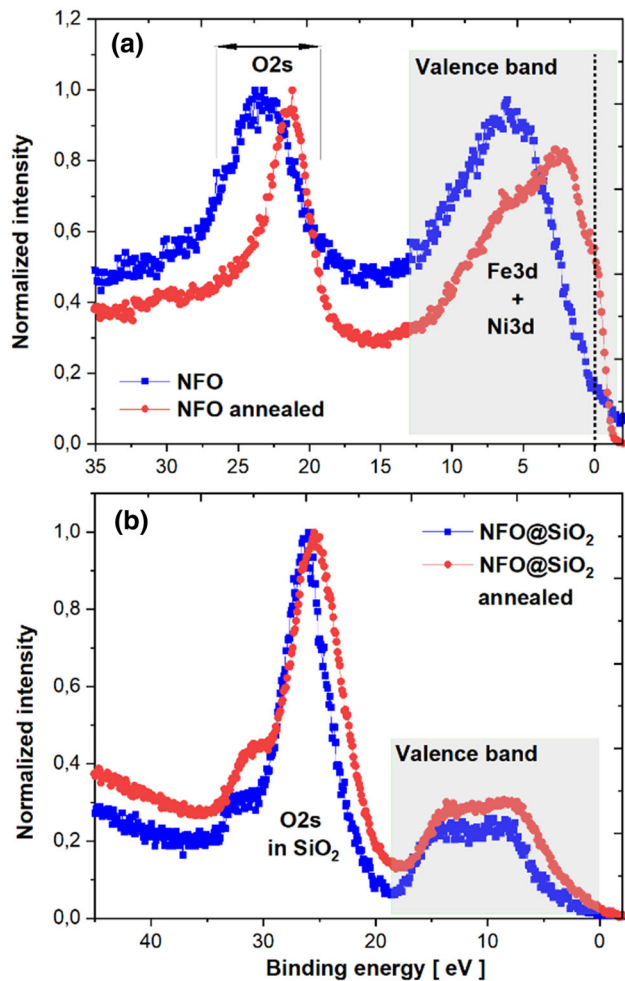 (a)
O2s
Valence band
Fe3d
+
Ni3d
NFO
NFO annealed
Normalized intensity
1,2
1,0
0,8
0,6
0,4
0,2
0,0
35 30 25 20 15 10 5 0
(b)
NFO@SiO₂
NFO@SiO₂
annealed
Valence band
O2s
in SiO₂
Normalized intensity
1,0
0,8
0,6
0,4
0,2
0,0
40 30 20 10 0
Binding energy [ eV ]